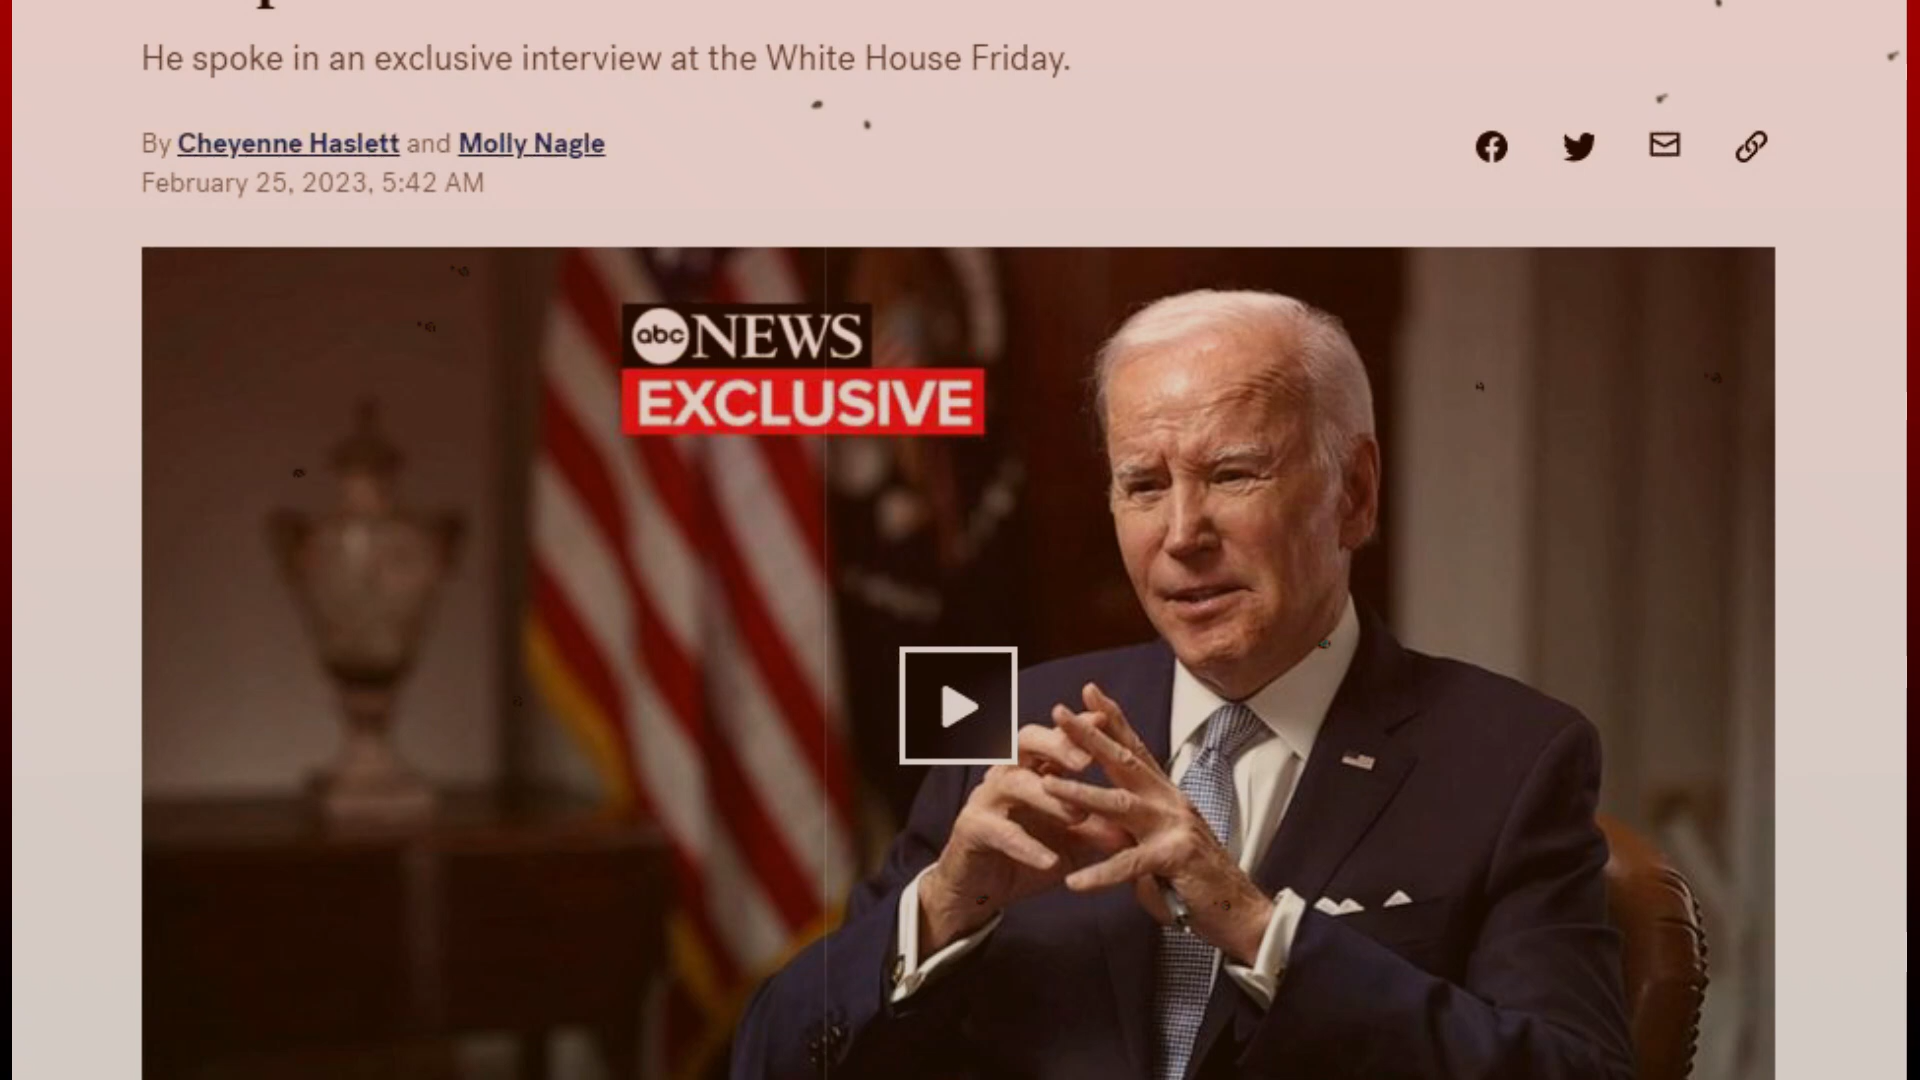 He spoke in an exclusive interview at the White House Friday.
By Cheyenne Haslett and Molly Nagle
February 25, 2023, 5:42 AM
abc NEWS
EXCLUSIVE